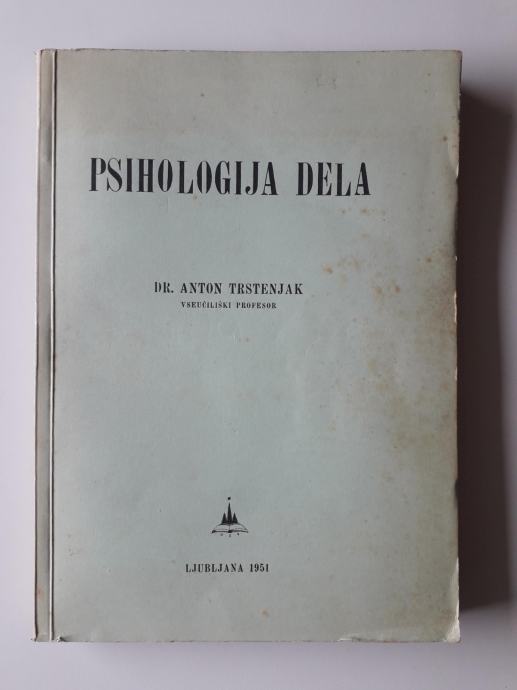 PSIHOLOGIJA DELA
DR. ANTON TRSTENJAK
VSEUČILIŠKI PROFESOR
LJUBLJANA 1951